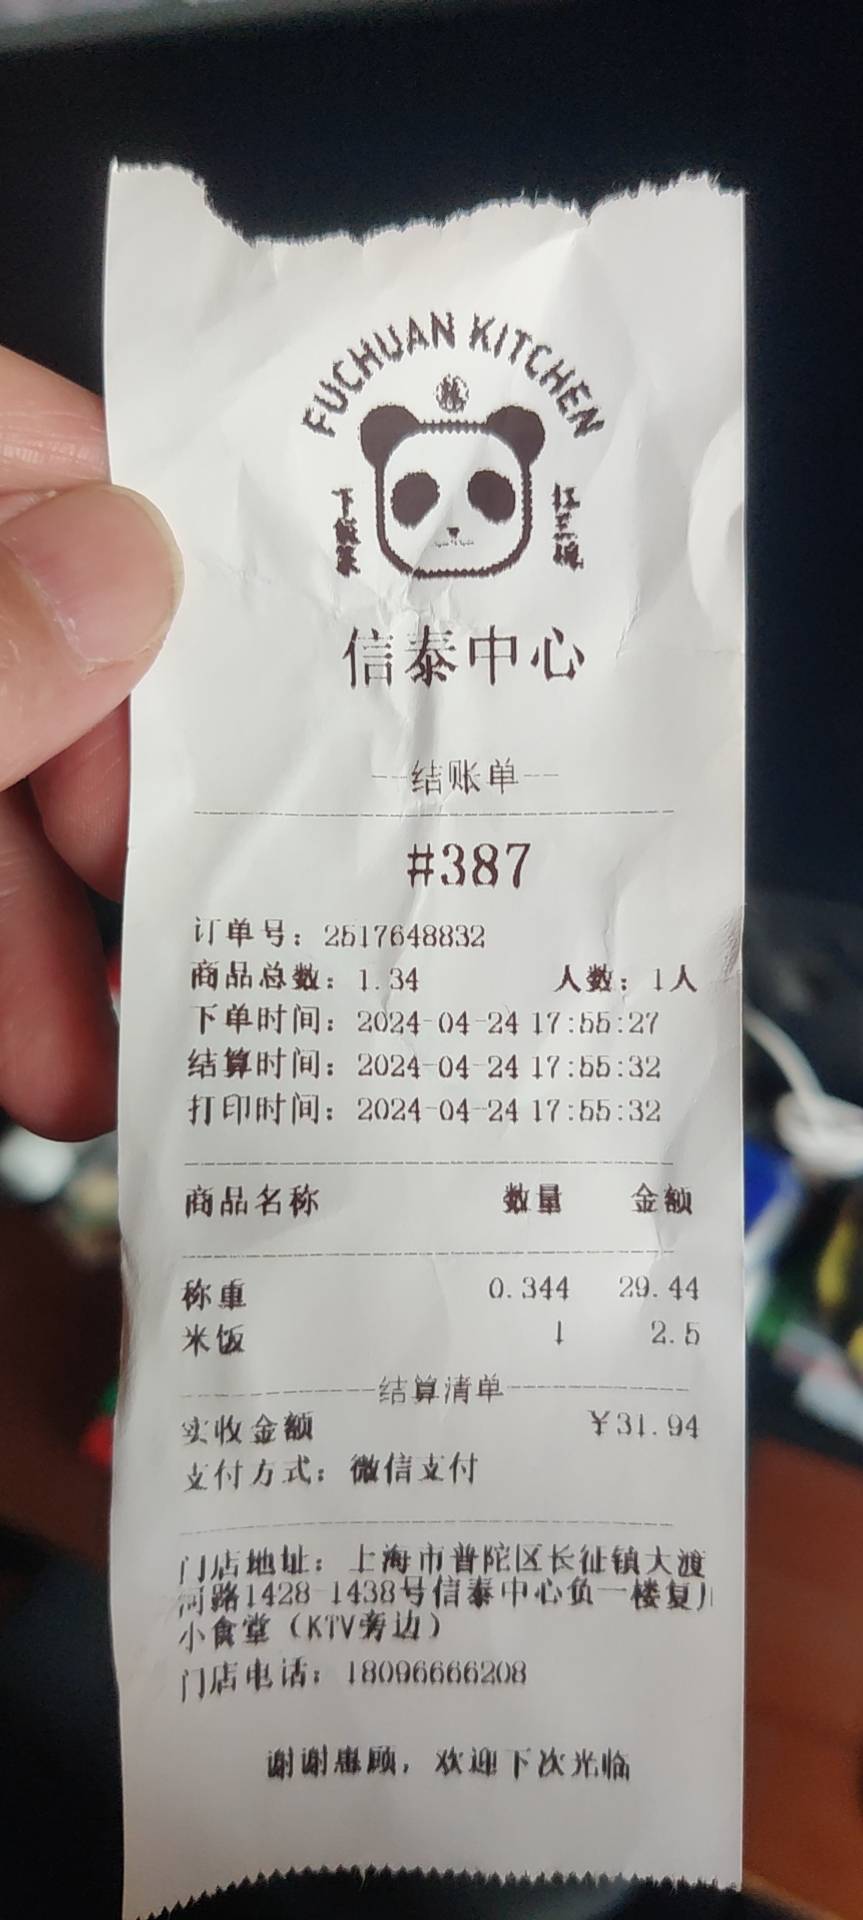 FUCHUAN KITCHEN
下饭菜
信泰中心
--结账单--
#387
订单号：2517648832
商品总数：1.34 人数：1人
下单时间：2024-04-24 17:55:27
结算时间：2024-04-24 17:55:32
打印时间：2024-04-24 17:55:32
商品名称 数量 金额
称重 0.344 29.44
米饭 1 2.5
结算清单
实收金额 ￥31.94
支付方式：微信支付
门店地址：上海市普陀区长征镇大渡
河路1428-1438号信泰中心负一楼复川
小食堂（KTV旁边）
门店电话：18096666208
谢谢惠顾，欢迎下次光临